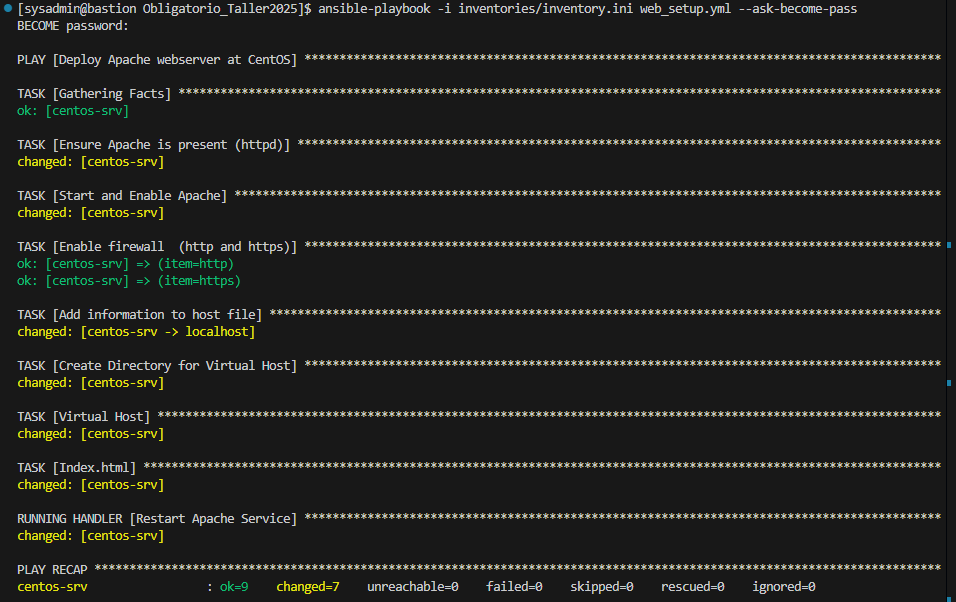 [sysadmin@bastion Obligatorio_Taller2025]$ ansible-playbook -i inventories/inventory.ini web_setup.yml --ask-become-pass
BECOME password:
PLAY [Deploy Apache webserver at CentOS] *******************************************************************************************
TASK [Gathering Facts] *************************************************************************************************************
ok: [centos-srv]
TASK [Ensure Apache is present (httpd)] ********************************************************************************************
changed: [centos-srv]
TASK [Start and Enable Apache] *****************************************************************************************************
changed: [centos-srv]
TASK [Enable firewall  (http and https)] *******************************************************************************************
ok: [centos-srv] => (item=http)
ok: [centos-srv] => (item=https)
TASK [Add information to host file] ************************************************************************************************
changed: [centos-srv -> localhost]
TASK [Create Directory for Virtual Host] *******************************************************************************************
changed: [centos-srv]
TASK [Virtual Host] ****************************************************************************************************************
changed: [centos-srv]
TASK [Index.html] ******************************************************************************************************************
changed: [centos-srv]
RUNNING HANDLER [Restart Apache Service] *******************************************************************************************
changed: [centos-srv]
PLAY RECAP *************************************************************************************************************************
centos-srv                 : ok=9    changed=7    unreachable=0    failed=0    skipped=0    rescued=0    ignored=0